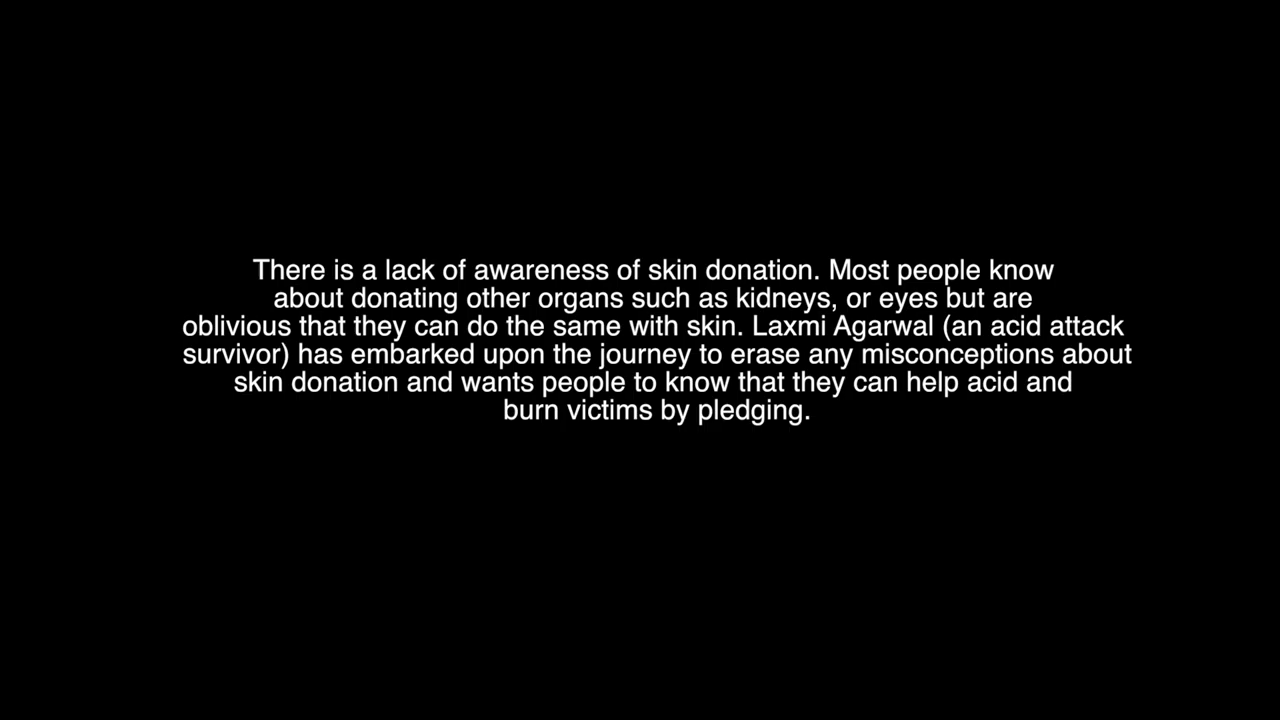 There is a lack of awareness of skin donation. Most people know
about donating other organs such as kidneys, or eyes but are
oblivious that they can do the same with skin. Laxmi Agarwal (an acid attack
survivor) has embarked upon the journey to erase any misconceptions about
skin donation and wants people to know that they can help acid and
burn victims by pledging.